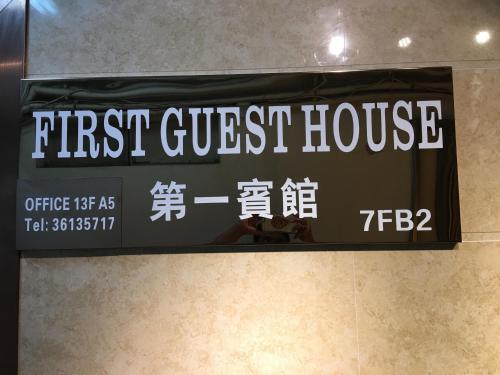 FIRST GUEST HOUSE
OFFICE 13F A5
Tel: 36135717
第一賓館
7FB2